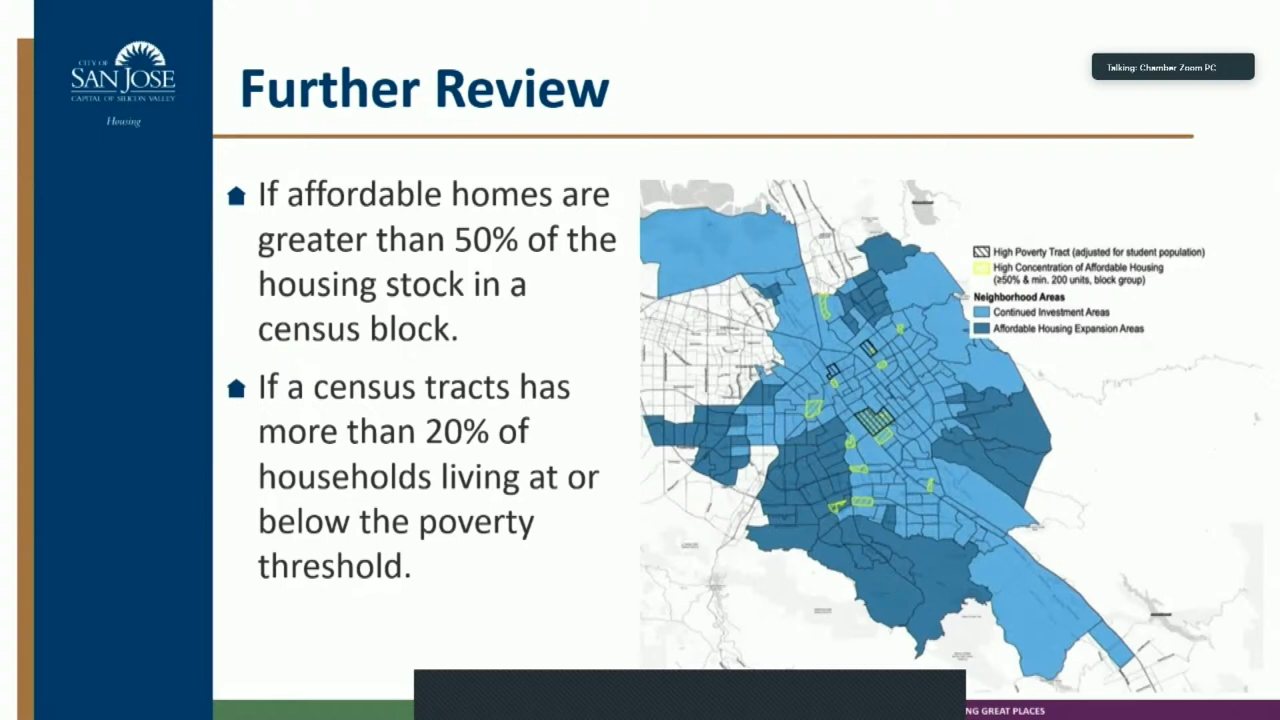 CITY OF
SAN JOSE
CAPITAL OF SILICON VALLEY
Housing
Further Review
Talking: Chamber Zoom PC
If affordable homes are
greater than 50% of the
housing stock in a
census block.
If a census tracts has
more than 20% of
households living at or
below the poverty
threshold.
High Poverty Tract (adjusted for student population)
High Concentration of Affordable Housing
(≥50% & min. 200 units, block group)
Neighborhood Areas
Continued Investment Areas
Affordable Housing Expansion Areas
NG GREAT PLACES